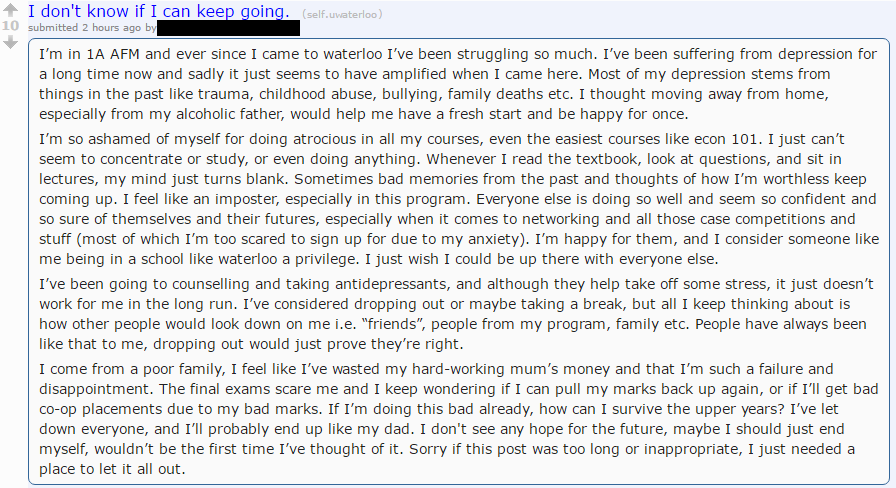 I don't know if I can keep going. (self.uwaterloo)
10
submitted 2 hours ago by
I'm in 1A AFM and ever since I came to waterloo I've been struggling so much. I've been suffering from depression for
a long time now and sadly it just seems to have amplified when I came here. Most of my depression stems from
things in the past like trauma, childhood abuse, bullying, family deaths etc. I thought moving away from home,
especially from my alcoholic father, would help me have a fresh start and be happy for once.
I'm so ashamed of myself for doing atrocious in all my courses, even the easiest courses like econ 101. I just can't
seem to concentrate or study, or even doing anything. Whenever I read the textbook, look at questions, and sit in
lectures, my mind just turns blank. Sometimes bad memories from the past and thoughts of how I'm worthless keep
coming up. I feel like an imposter, especially in this program. Everyone else is doing so well and seem so confident and
so sure of themselves and their futures, especially when it comes to networking and all those case competitions and
stuff (most of which I'm too scared to sign up for due to my anxiety). I'm happy for them, and I consider someone like
me being in a school like waterloo a privilege. I just wish I could be up there with everyone else.
I've been going to counselling and taking antidepressants, and although they help take off some stress, it just doesn't
work for me in the long run. I've considered dropping out or maybe taking a break, but all I keep thinking about is
how other people would look down on me i.e. "friends", people from my program, family etc. People have always been
like that to me, dropping out would just prove they're right.
I come from a poor family, I feel like I've wasted my hard-working mum's money and that I'm such a failure and
disappointment. The final exams scare me and I keep wondering if I can pull my marks back up again, or if I'll get bad
co-op placements due to my bad marks. If I'm doing this bad already, how can I survive the upper years? I've let
down everyone, and I'll probably end up like my dad. I don't see any hope for the future, maybe I should just end
myself, wouldn't be the first time I've thought of it. Sorry if this post was too long or inappropriate, I just needed a
place to let it all out.